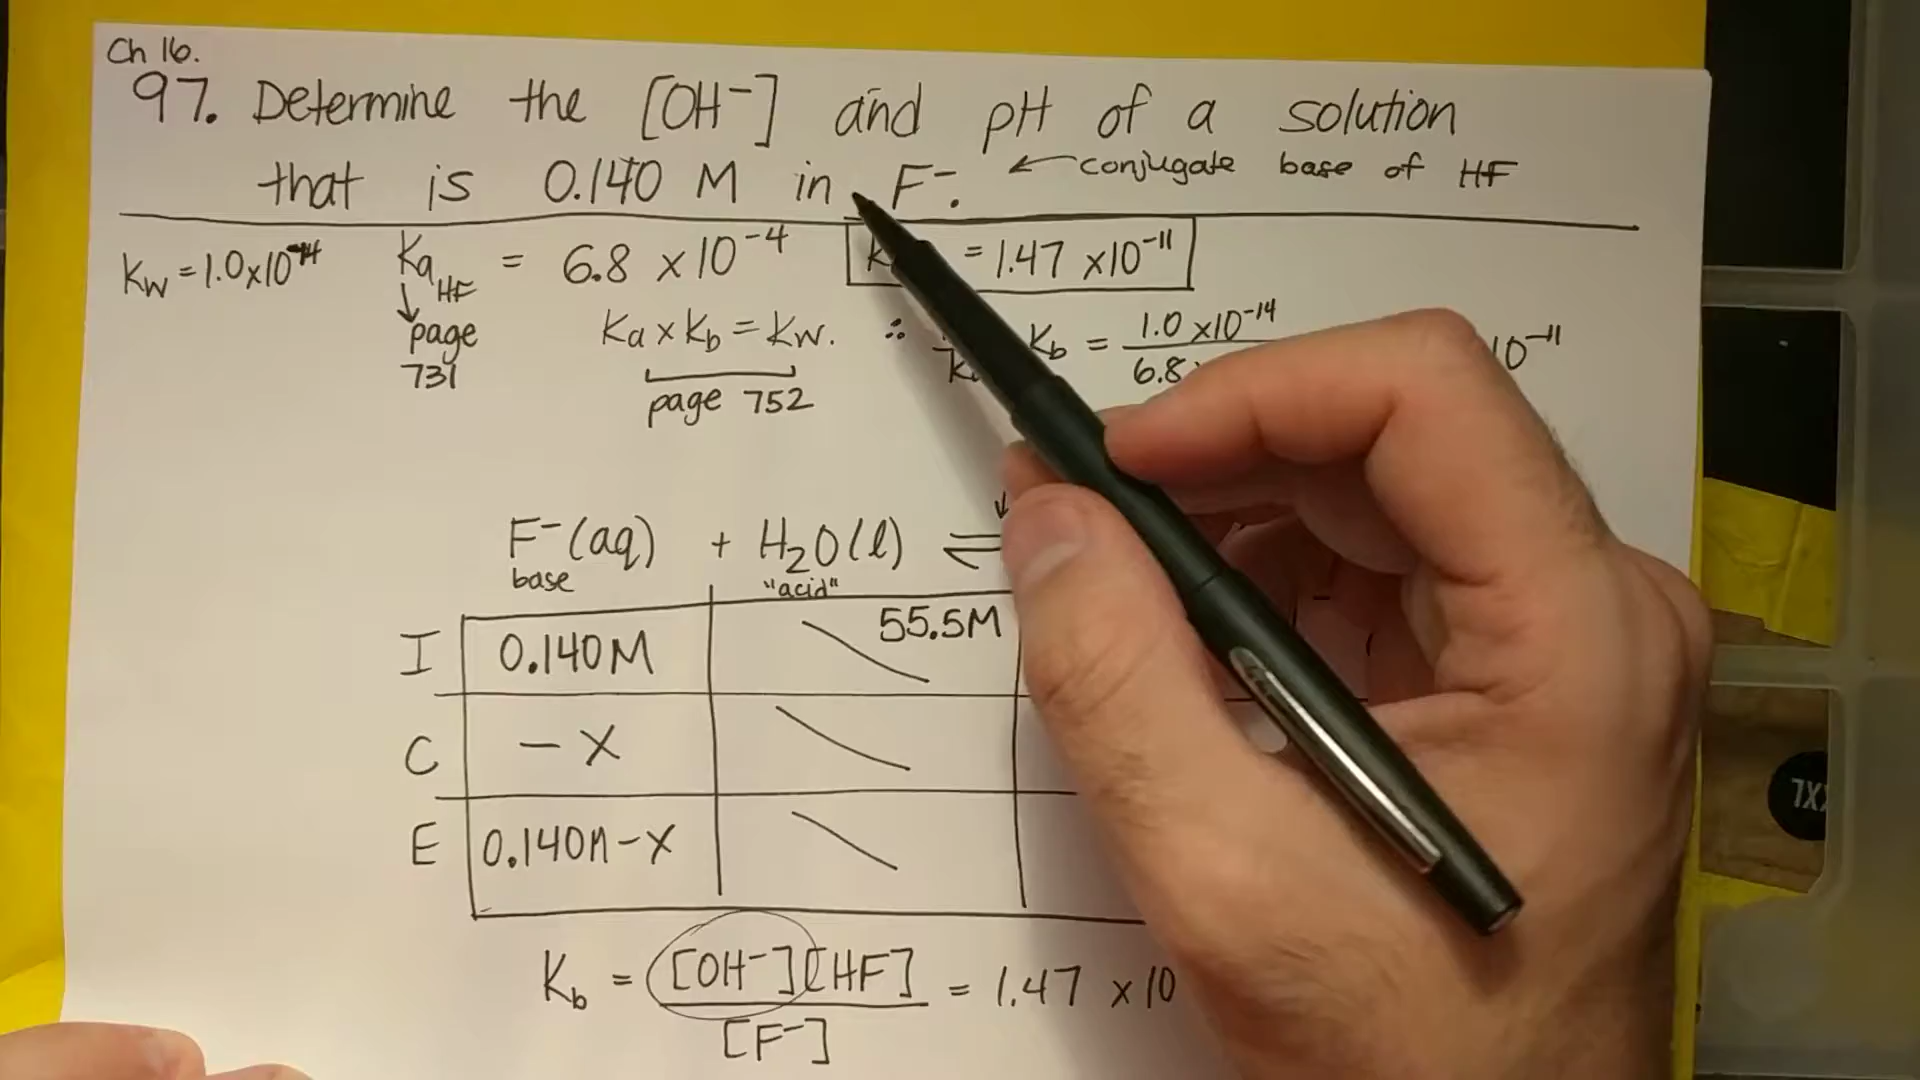 Ch 16.
97. Determine the [OH⁻] and pH of a solution
that is 0.140 M in F⁻. ← conjugate base of HF
Kw = 1.0x10⁻¹⁴ Ka HF = 6.8 x 10⁻⁴ K = 1.47 x10⁻¹¹
↓ page 731
Ka x Kb = Kw. ∴ Kb = 1.0 x10⁻¹⁴ / 6.8 10⁻¹¹
page 752
F⁻(aq) + H₂O(l) ⇌
base "acid"
I 0.140M 55.5M
C - x
E 0.140M-x
Kb = [OH⁻][HF] / [F⁻] = 1.47 x 10
XXL